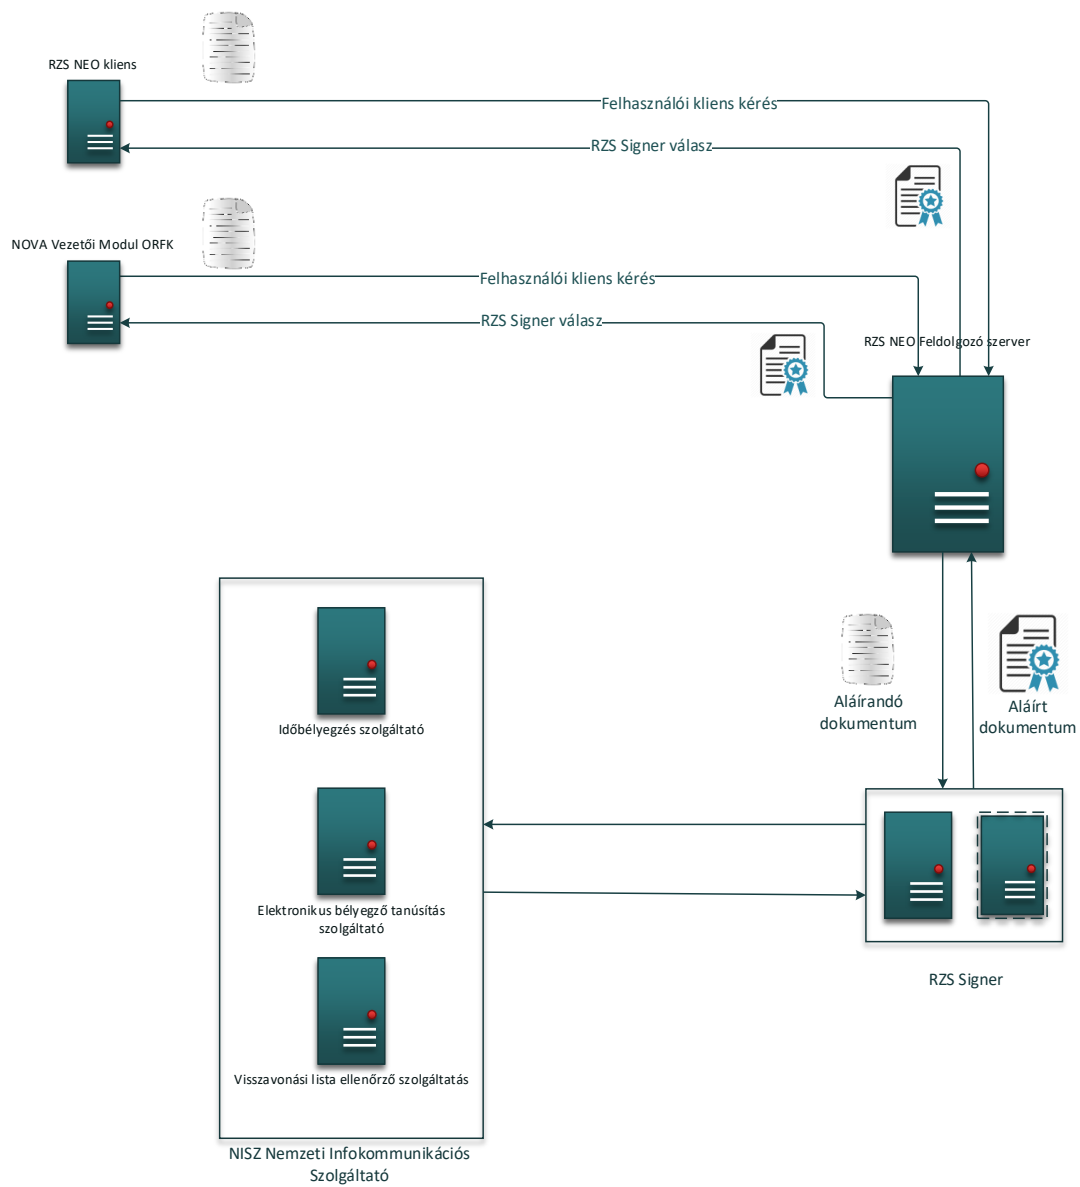 RZS NEO kliens
Felhasználói kliens kérés
RZS Signer válasz
NOVA Vezetői Modul ORFK
Felhasználói kliens kérés
RZS Signer válasz
RZS NEO Feldolgozó szerver
Aláírandó
dokumentum
Aláírt
dokumentum
Időbélyegzés szolgáltató
Elektronikus bélyegző tanúsítás
szolgáltató
RZS Signer
Visszavonási lista ellenőrző szolgáltatás
NISZ Nemzeti Infokommunikációs
Szolgáltató